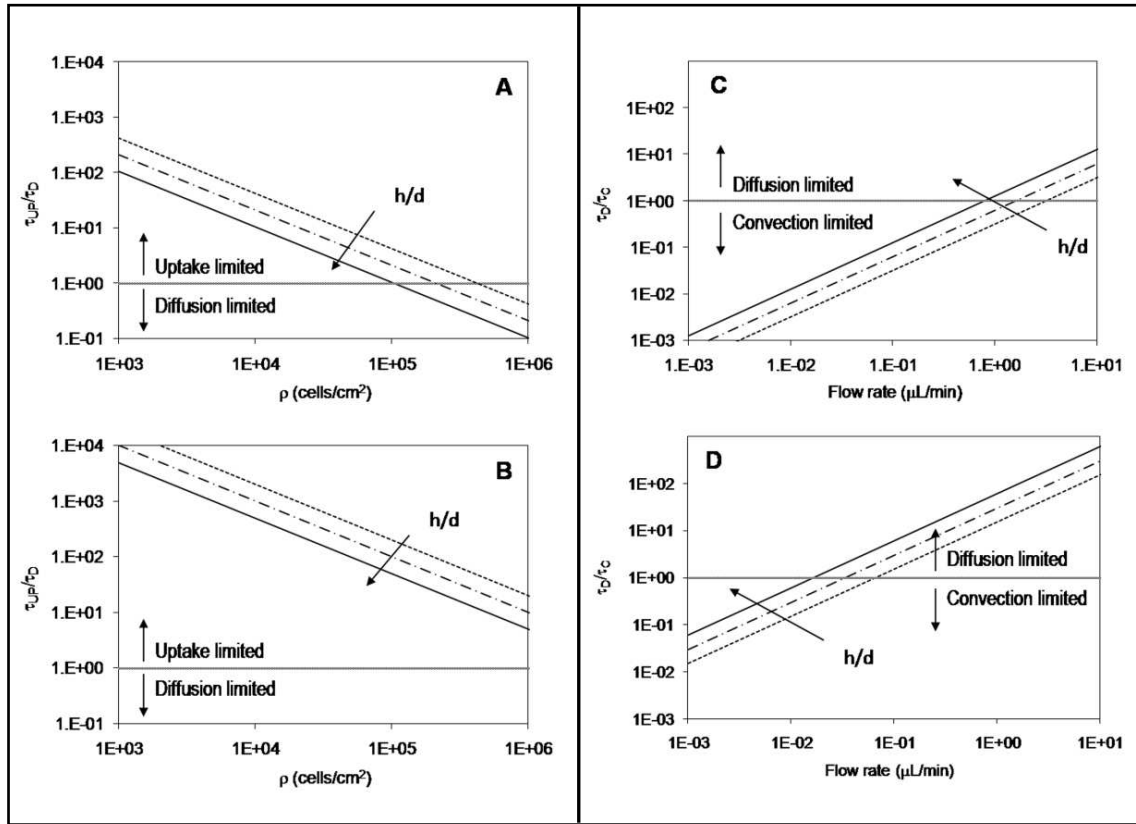 1.E+04
1.E+03
1.E+02
1.E+01
1.E+00
1.E-01
τUP/τD
A
h/d
Uptake limited
Diffusion limited
1E+03 1E+04 1E+05 1E+06
ρ (cells/cm²)
1.E+04
1.E+03
1.E+02
1.E+01
1.E+00
1.E-01
τUP/τD
B
h/d
Uptake limited
Diffusion limited
1E+03 1E+04 1E+05 1E+06
ρ (cells/cm²)
1E+02
1E+01
1E+00
1E-01
1E-02
1E-03
τD/τC
C
Diffusion limited
Convection limited
h/d
1.E-03 1.E-02 1.E-01 1.E+00 1.E+01
Flow rate (μL/min)
1E+02
1E+01
1E+00
1E-01
1E-02
1E-03
τD/τC
D
Diffusion limited
Convection limited
h/d
1E-03 1E-02 1E-01 1E+00 1E+01
Flow rate (μL/min)